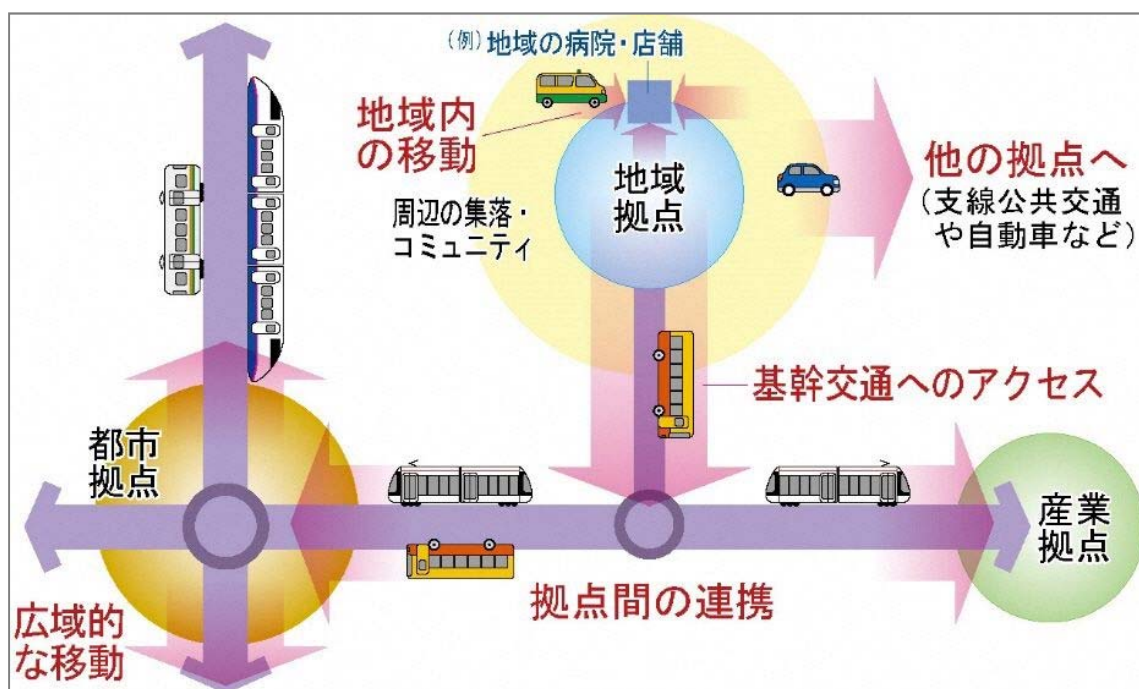 （例）地域の病院・店舗
地域内
の移動
地域
拠点
他の拠点へ
（支線公共交通
や自動車など）
周辺の集落・
コミュニティ
基幹交通へのアクセス
都市
拠点
産業
拠点
拠点間の連携
広域的
な移動